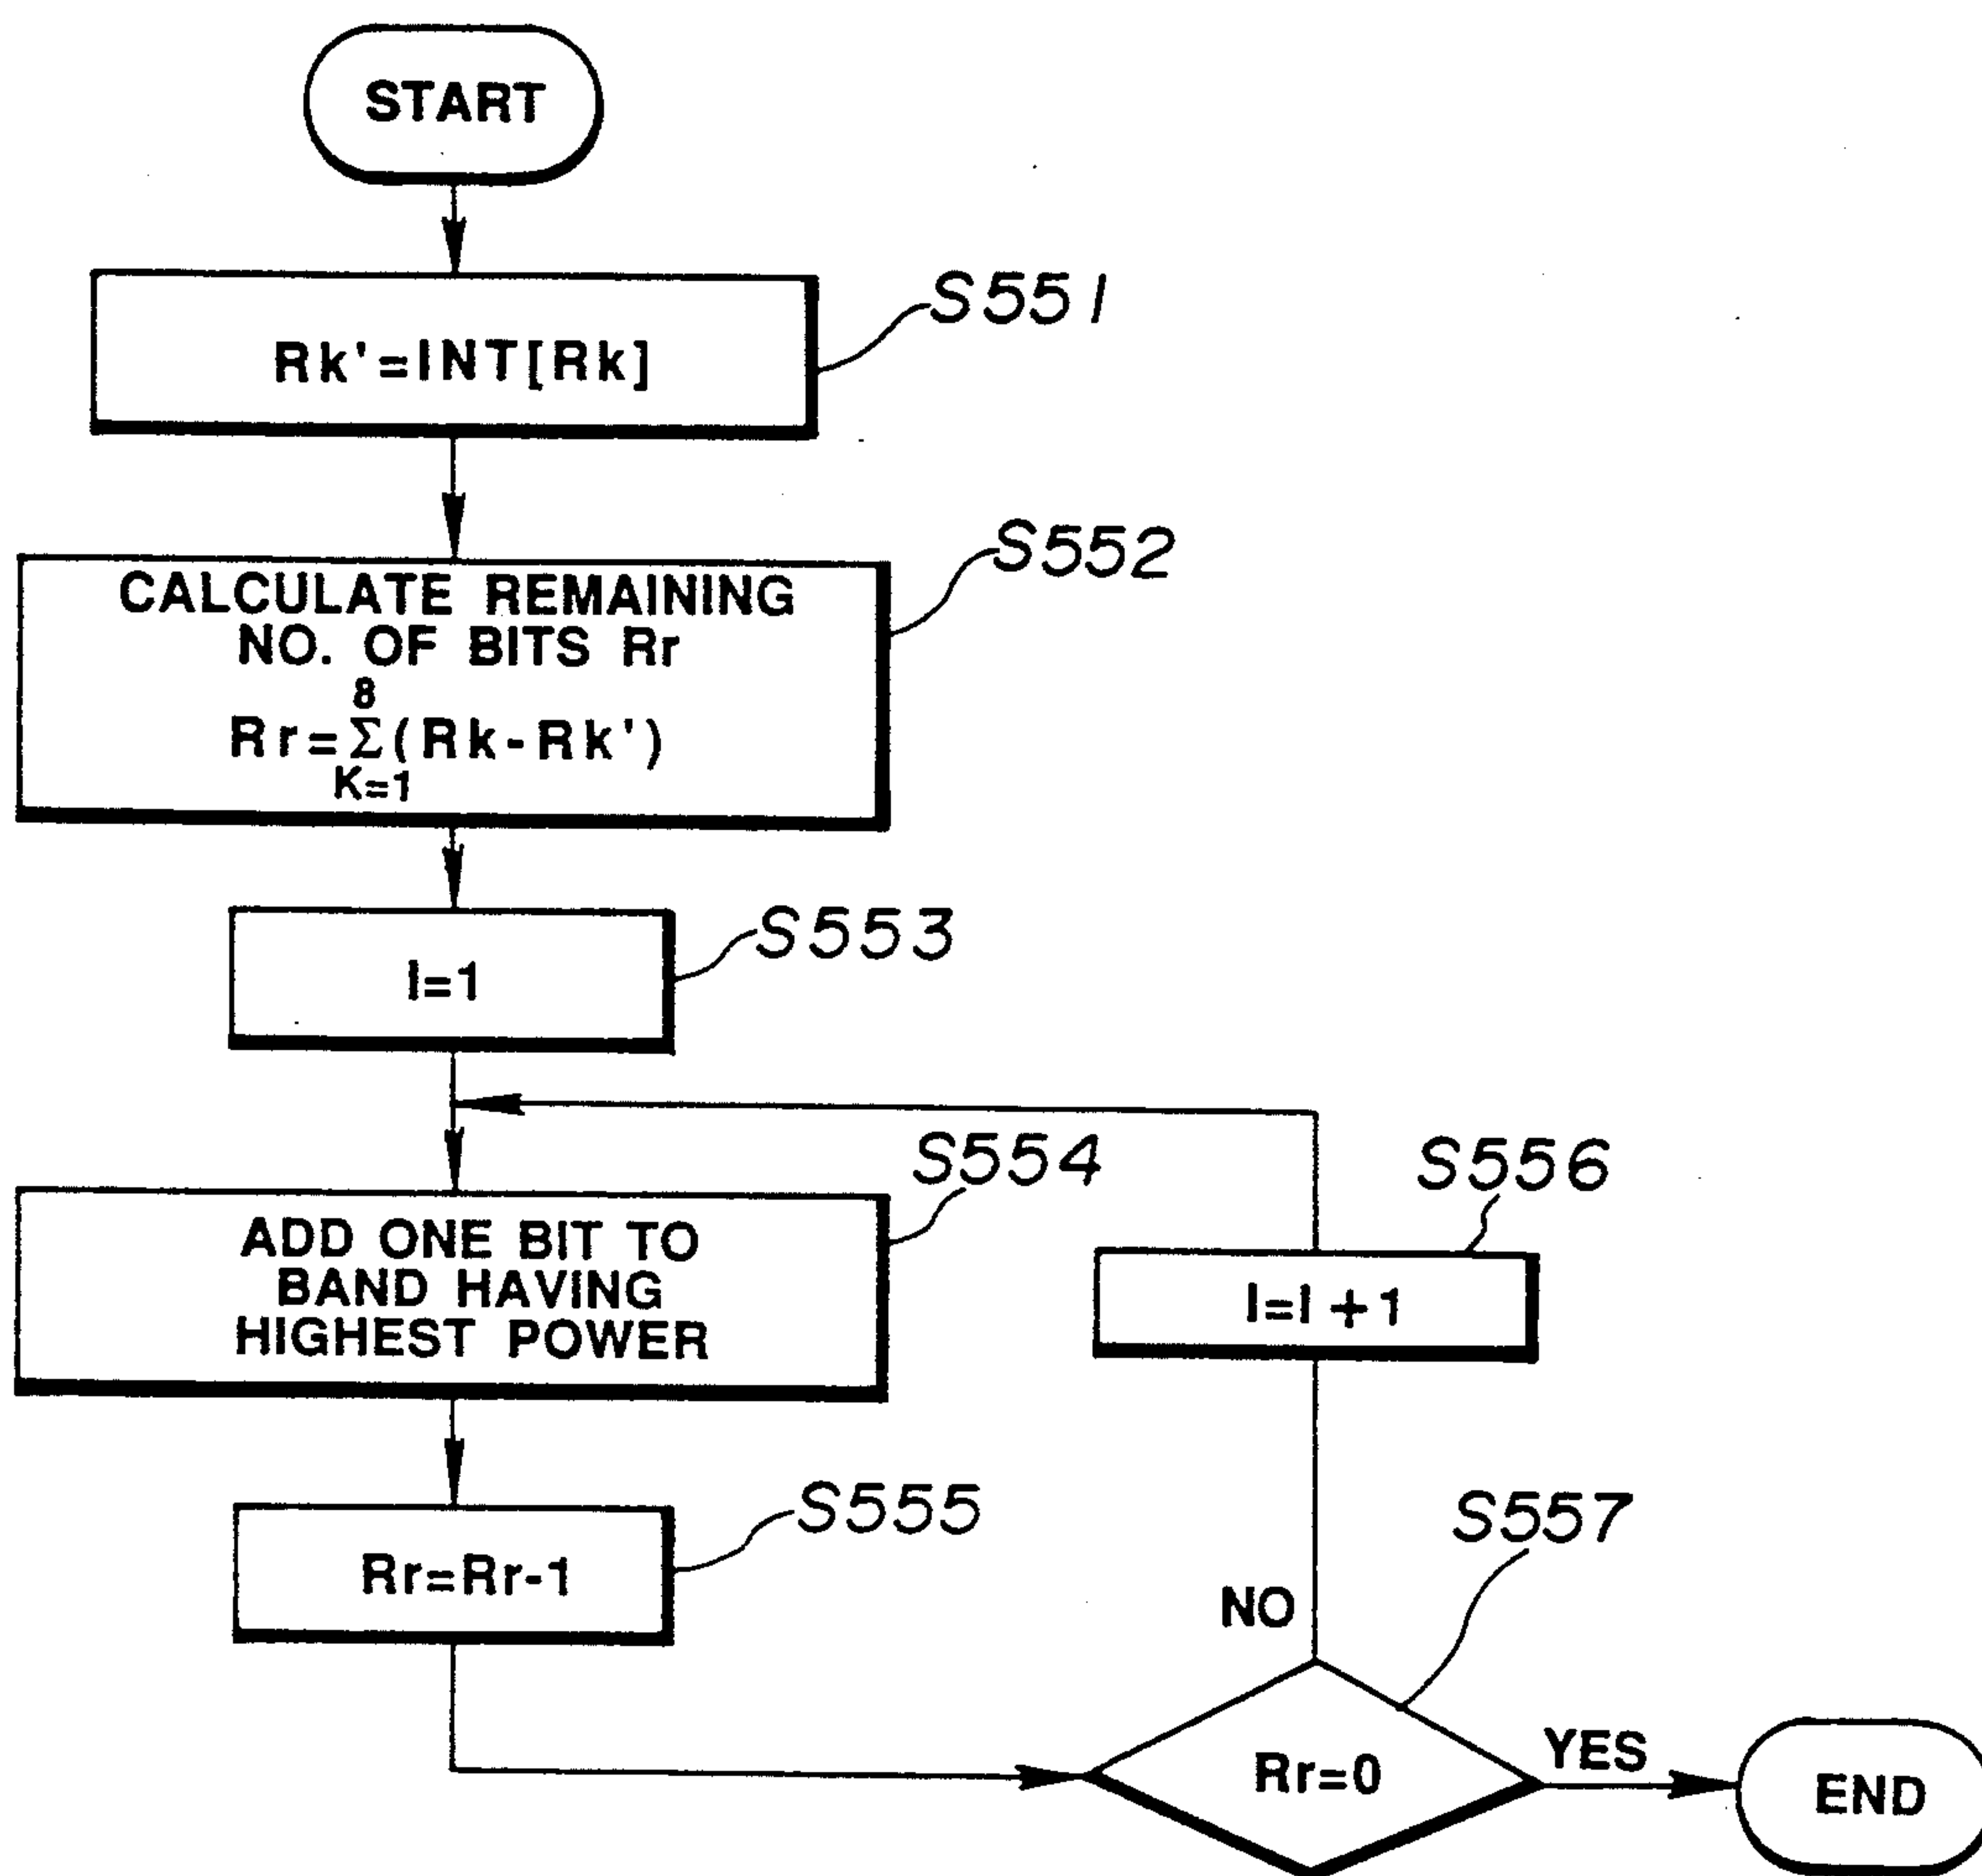 START
S551
Rk'=INT[Rk]
S552
CALCULATE REMAINING
NO. OF BITS Rr
8
Rr=Σ(Rk-Rk')
K=1
S553
I=1
S554
ADD ONE BIT TO
BAND HAVING
HIGHEST POWER
S556
I=I+1
S555
Rr=Rr-1
S557
NO
Rr=0
YES
END